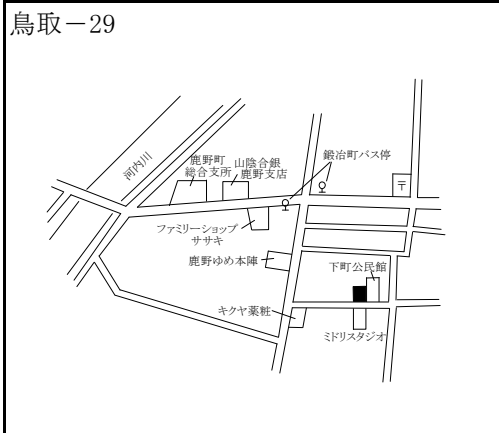 鳥取－29
河内川
鹿野町
総合支所
山陰合銀
鹿野支店
鍛冶町バス停
〒
ファミリーショップ
ササキ
鹿野ゆめ本陣
下町公民館
キクヤ薬粧
ミドリスタジオ